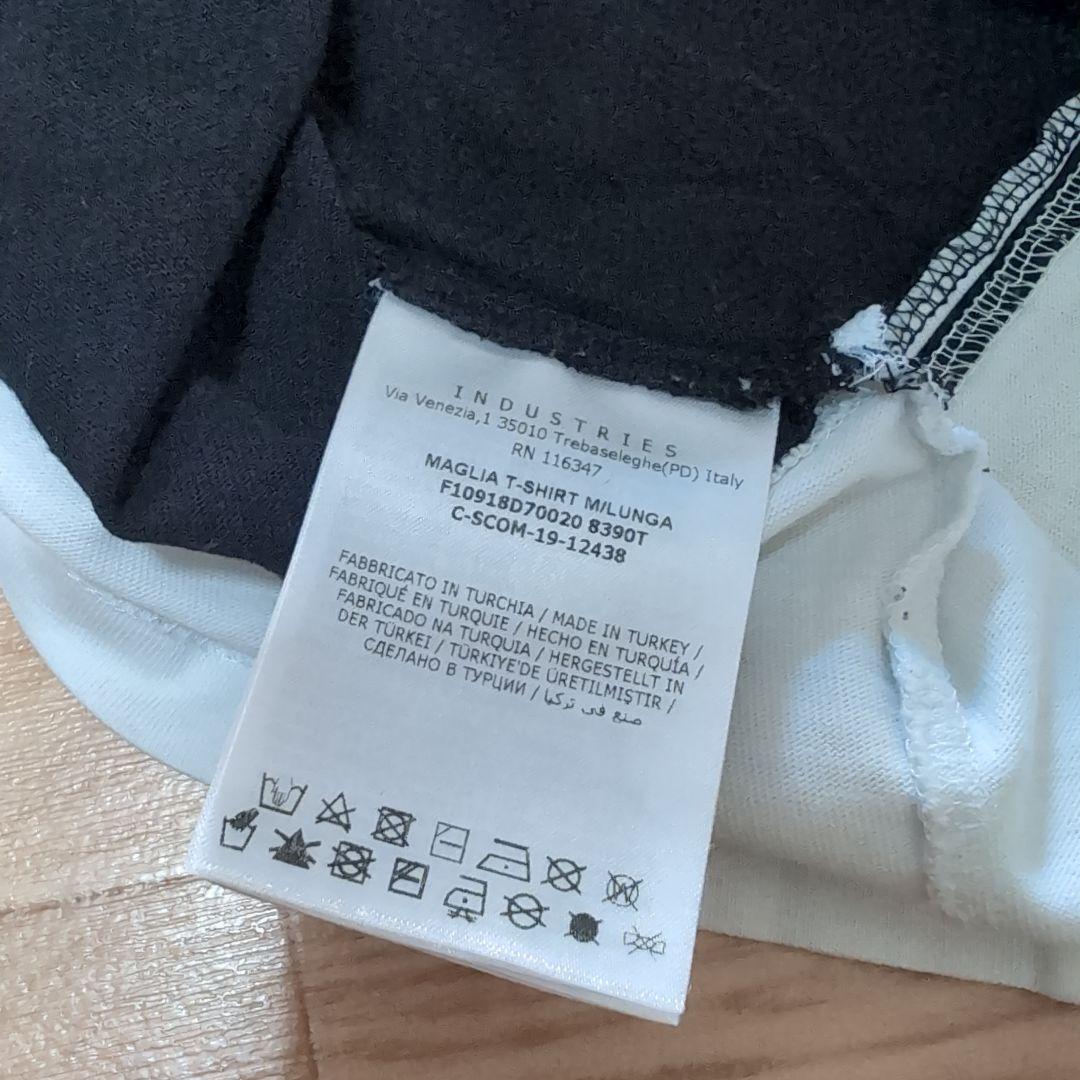 INDUSTRIES
Via Venezia,1 35010 Trebaseleghe(PD) Italy
RN 116347
MAGLIA T-SHIRT M/LUNGA
F10918D70020 8390T
C-SCOM-19-12438
FABBRICATO IN TURCHIA / MADE IN TURKEY /
FABRIQUÉ EN TURQUIE / HECHO EN TURQUÍA /
FABRICADO NA TURQUIA / HERGESTELLT IN
DER TÜRKEI / TÜRKIYE'DE ÜRETILMIŞTIR /
СДЕЛАНО В ТУРЦИИ / صنع في تركيا
W